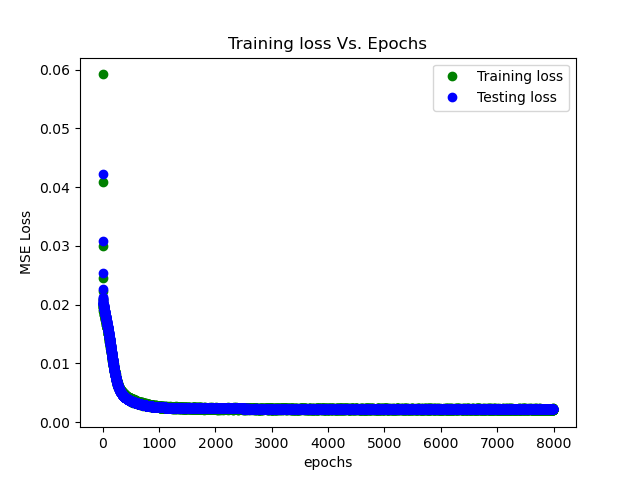 Training loss Vs. Epochs
Training loss
Testing loss
0.06
0.05
0.04
0.03
0.02
0.01
0.00
MSE Loss
0 1000 2000 3000 4000 5000 6000 7000 8000
epochs